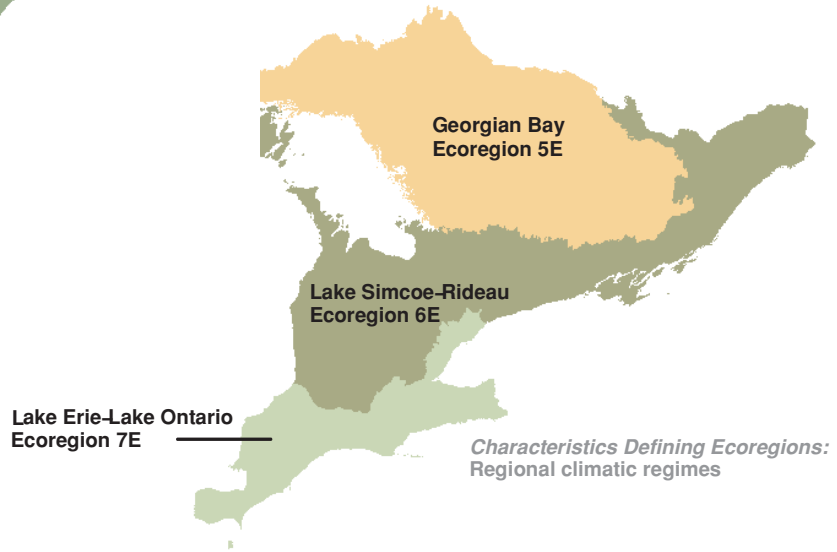 Georgian Bay
Ecoregion 5E
Lake Simcoe–Rideau
Ecoregion 6E
Lake Erie–Lake Ontario
Ecoregion 7E
Characteristics Defining Ecoregions:
Regional climatic regimes